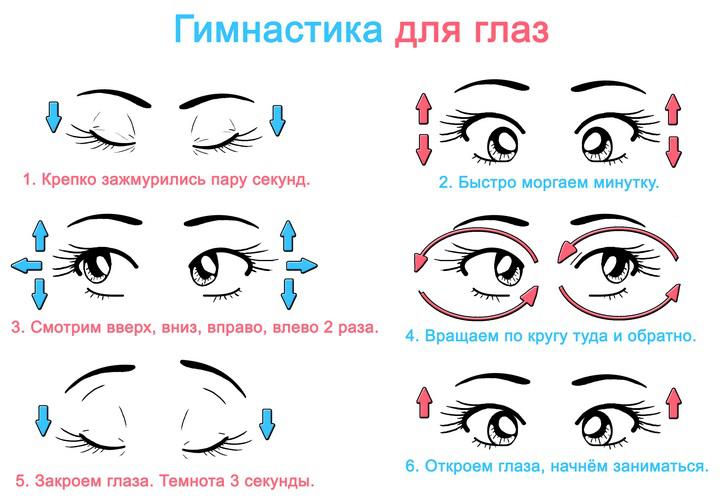 Гимнастика для глаз
1. Крепко зажмурились пару секунд.
2. Быстро моргаем минутку.
3. Смотрим вверх, вниз, вправо, влево 2 раза.
4. Вращаем по кругу туда и обратно.
5. Закроем глаза. Темнота 3 секунды.
6. Откроем глаза, начнём заниматься.